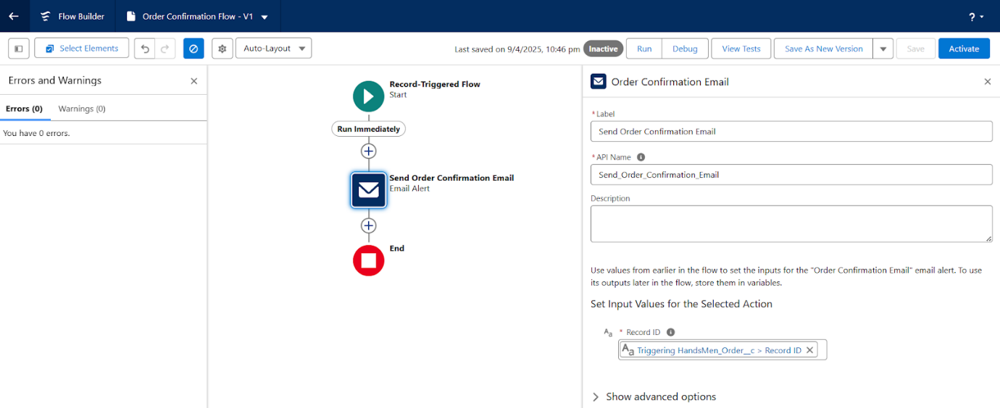 Flow Builder
Order Confirmation Flow - V1
?
Select Elements
Auto-Layout
Last saved on 9/4/2025, 10:46 pm
Inactive
Run
Debug
View Tests
Save As New Version
Save
Activate
Errors and Warnings
Errors (0)
Warnings (0)
You have 0 errors.
Record-Triggered Flow
Start
Run Immediately
Send Order Confirmation Email
Email Alert
End
Order Confirmation Email
* Label
Send Order Confirmation Email
* API Name
Send_Order_Confirmation_Email
Description
Use values from earlier in the flow to set the inputs for the "Order Confirmation Email" email alert. To use
its outputs later in the flow, store them in variables.
Set Input Values for the Selected Action
Aa * Record ID
Aa Triggering HandsMen_Order__c > Record ID
Show advanced options